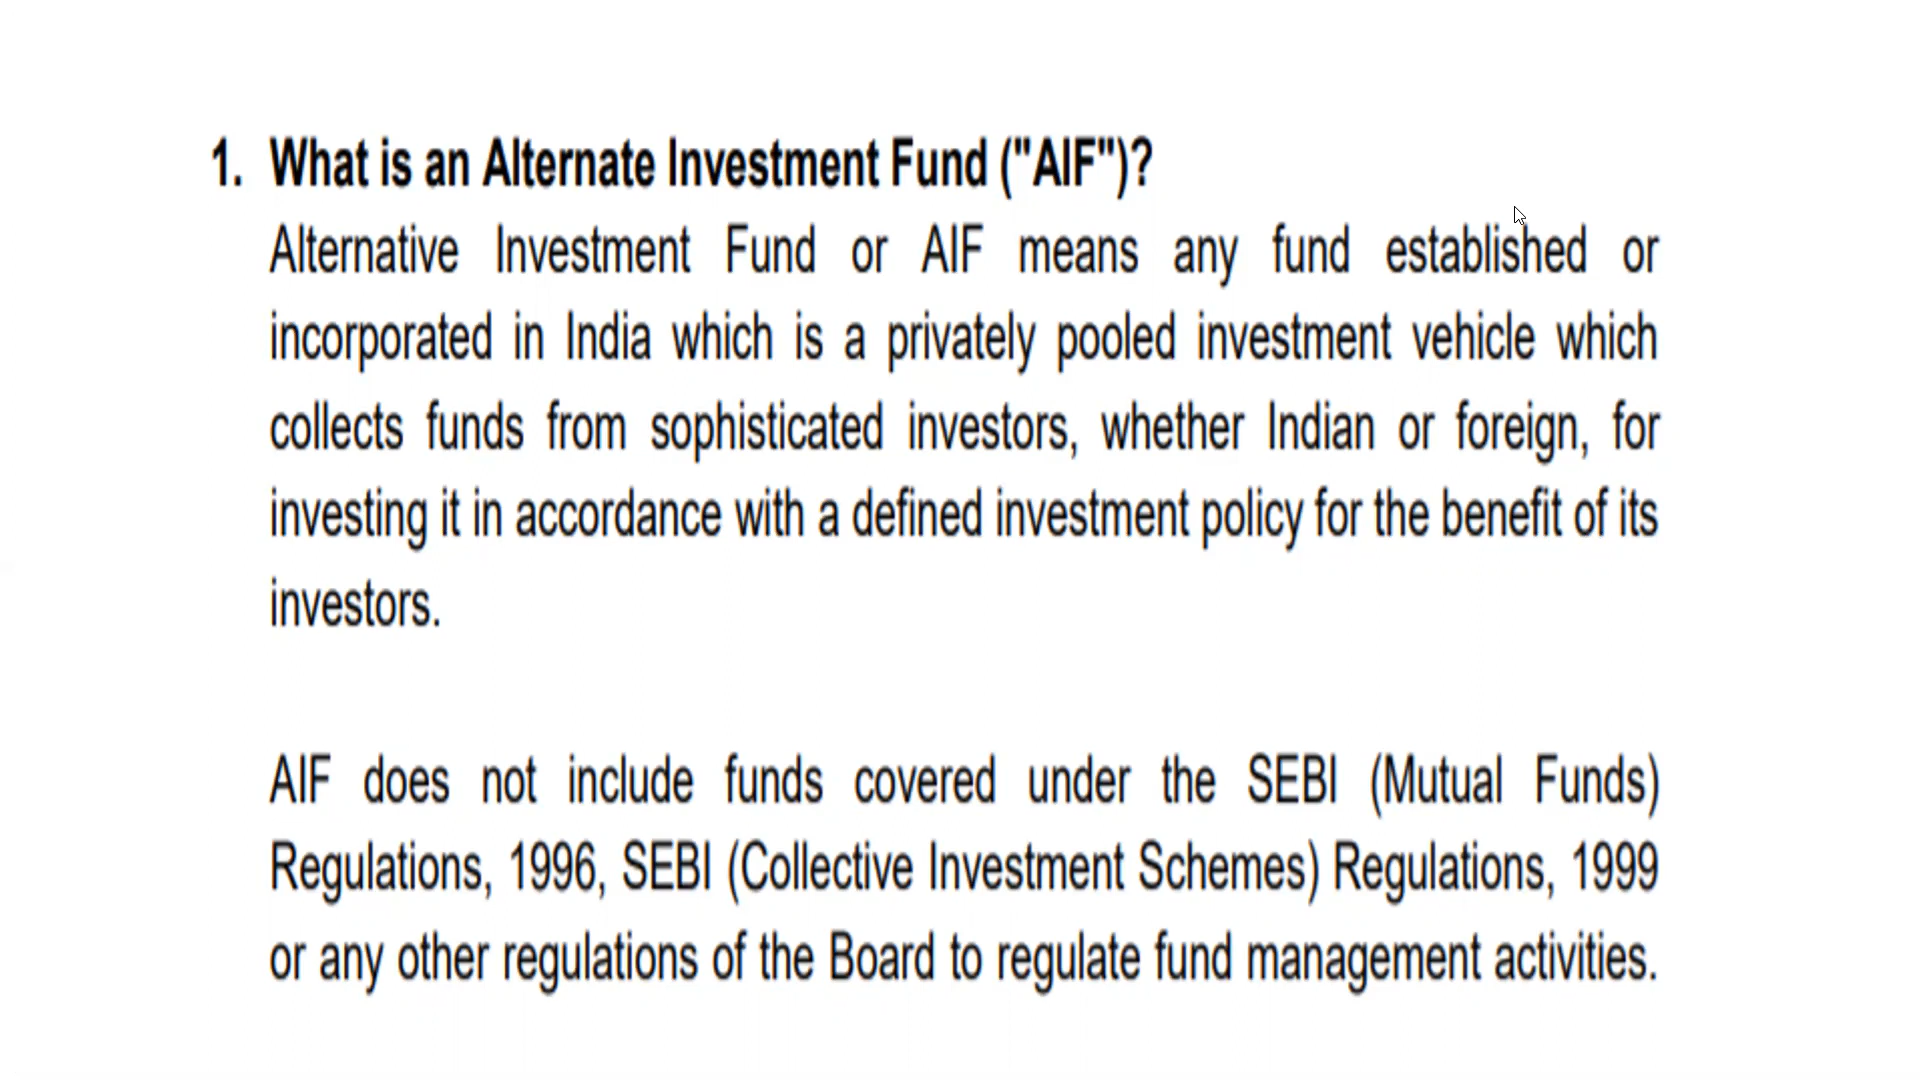 1. What is an Alternate Investment Fund ("AIF")?
Alternative Investment Fund or AIF means any fund established or
incorporated in India which is a privately pooled investment vehicle which
collects funds from sophisticated investors, whether Indian or foreign, for
investing it in accordance with a defined investment policy for the benefit of its
investors.
AIF does not include funds covered under the SEBI (Mutual Funds)
Regulations, 1996, SEBI (Collective Investment Schemes) Regulations, 1999
or any other regulations of the Board to regulate fund management activities.